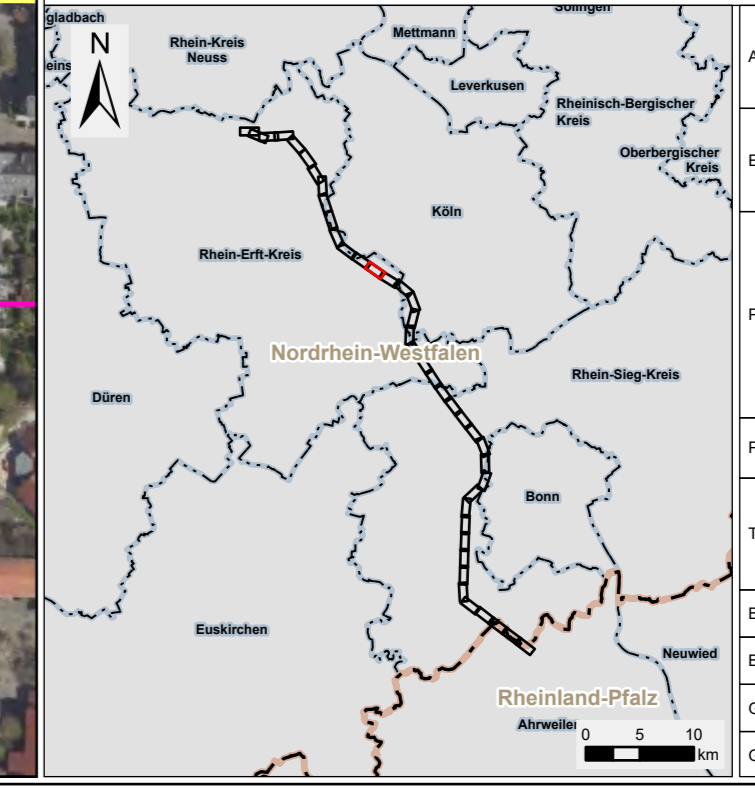 gladbach
Solingen
Mettmann
N
Rhein-Kreis
Neuss
Leverkusen
Rheinisch-Bergischer
Kreis
Oberbergischer
Kreis
Köln
Rhein-Erft-Kreis
Nordrhein-Westfalen
Rhein-Sieg-Kreis
Düren
Bonn
Euskirchen
Neuwied
Rheinland-Pfalz
Ahrweiler
0 5 10
km